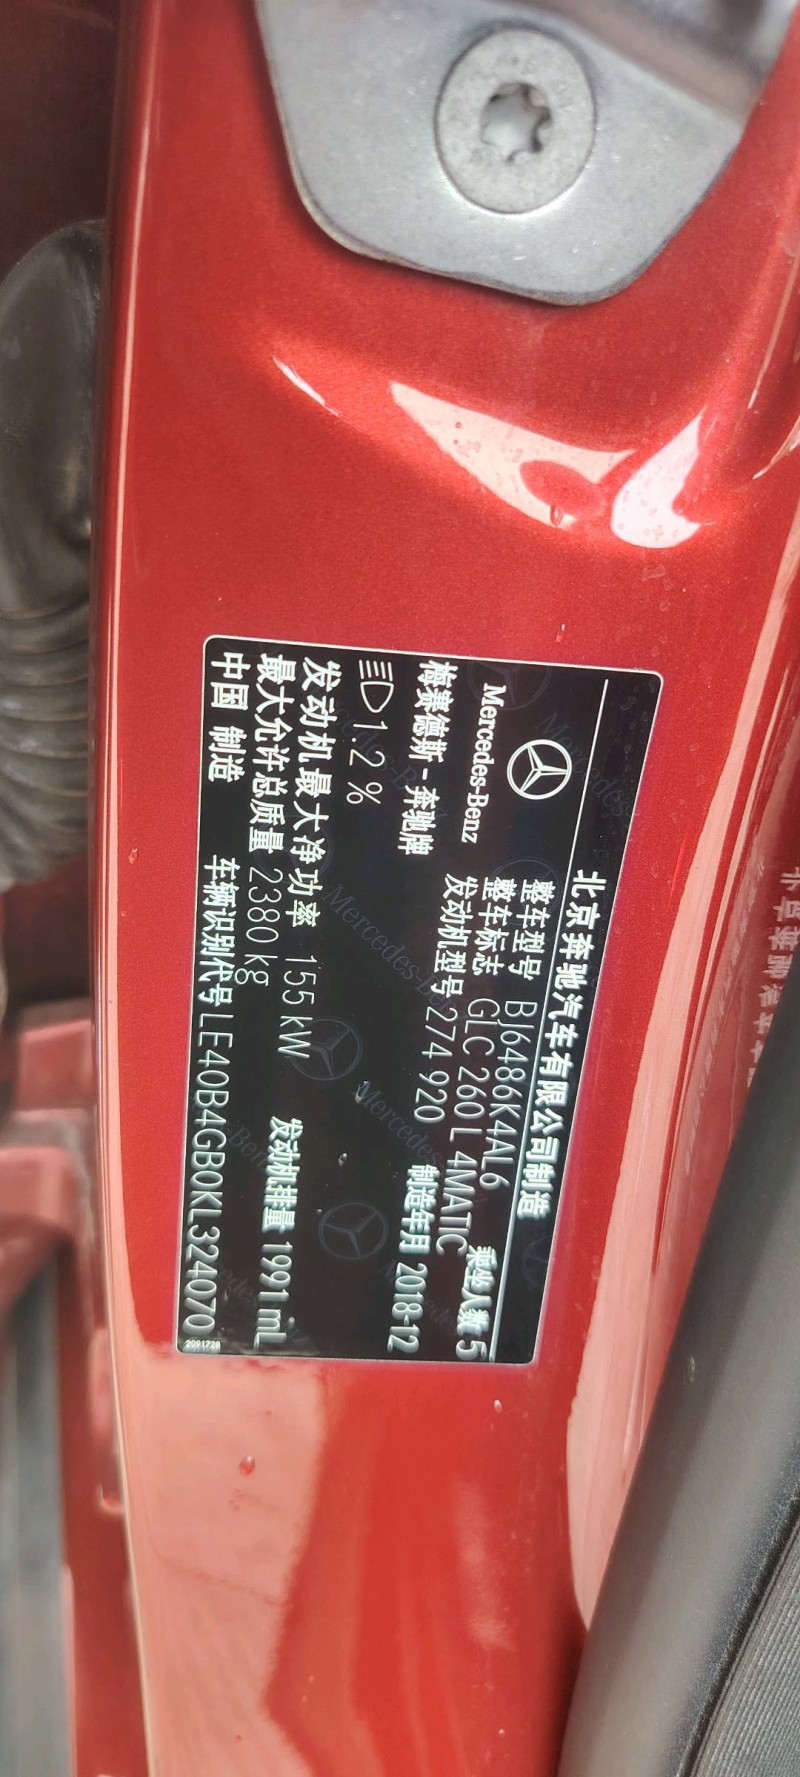 北京奔驰汽车有限公司制造
Mercedes-Benz
梅赛德斯-奔驰牌
整车型号 BJ6486K4AL6
整车标志 GLC 260 L 4MATIC 乘坐人数 5
发动机型号 274 920 制造年月 2018-12
1.2 %
发动机最大净功率 155 kW 发动机排量 1991 mL
最大允许总质量 2380 kg
中国 制造 车辆识别代号 LE40B4GB0KL324070
2091728